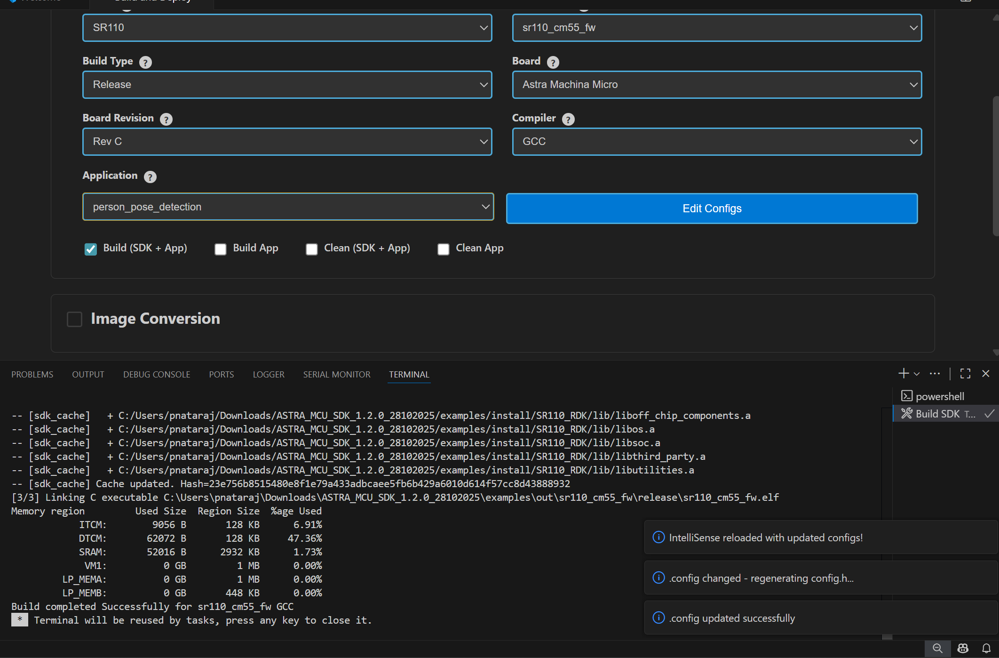 Welcome
Build and Deploy
SR110
sr110_cm55_fw
Build Type ?
Board ?
Release
Astra Machina Micro
Board Revision ?
Compiler ?
Rev C
GCC
Application ?
person_pose_detection
Edit Configs
Build (SDK + App)
Build App
Clean (SDK + App)
Clean App
Image Conversion
PROBLEMS
OUTPUT
DEBUG CONSOLE
PORTS
LOGGER
SERIAL MONITOR
TERMINAL
powershell
Build SDK T...
-- [sdk_cache]   + C:/Users/pnataraj/Downloads/ASTRA_MCU_SDK_1.2.0_28102025/examples/install/SR110_RDK/lib/liboff_chip_components.a
-- [sdk_cache]   + C:/Users/pnataraj/Downloads/ASTRA_MCU_SDK_1.2.0_28102025/examples/install/SR110_RDK/lib/libos.a
-- [sdk_cache]   + C:/Users/pnataraj/Downloads/ASTRA_MCU_SDK_1.2.0_28102025/examples/install/SR110_RDK/lib/libsoc.a
-- [sdk_cache]   + C:/Users/pnataraj/Downloads/ASTRA_MCU_SDK_1.2.0_28102025/examples/install/SR110_RDK/lib/libthird_party.a
-- [sdk_cache]   + C:/Users/pnataraj/Downloads/ASTRA_MCU_SDK_1.2.0_28102025/examples/install/SR110_RDK/lib/libutilities.a
-- [sdk_cache] Cache updated. Hash=23e756b8515480e8f1e79a433adbcaee5fb6b429a6010d614f57cc8d43888932
[3/3] Linking C executable C:\Users\pnataraj\Downloads\ASTRA_MCU_SDK_1.2.0_28102025\examples\out\sr110_cm55_fw\release\sr110_cm55_fw.elf
Memory region         Used Size  Region Size  %age Used
ITCM:        9056 B       128 KB      6.91%
DTCM:       62072 B       128 KB     47.36%
SRAM:       52016 B      2932 KB      1.73%
VM1:          0 GB         1 MB      0.00%
LP_MEMA:          0 GB         1 MB      0.00%
LP_MEMB:          0 GB       448 KB      0.00%
Build completed Successfully for sr110_cm55_fw GCC
* Terminal will be reused by tasks, press any key to close it.
IntelliSense reloaded with updated configs!
.config changed - regenerating config.h...
.config updated successfully